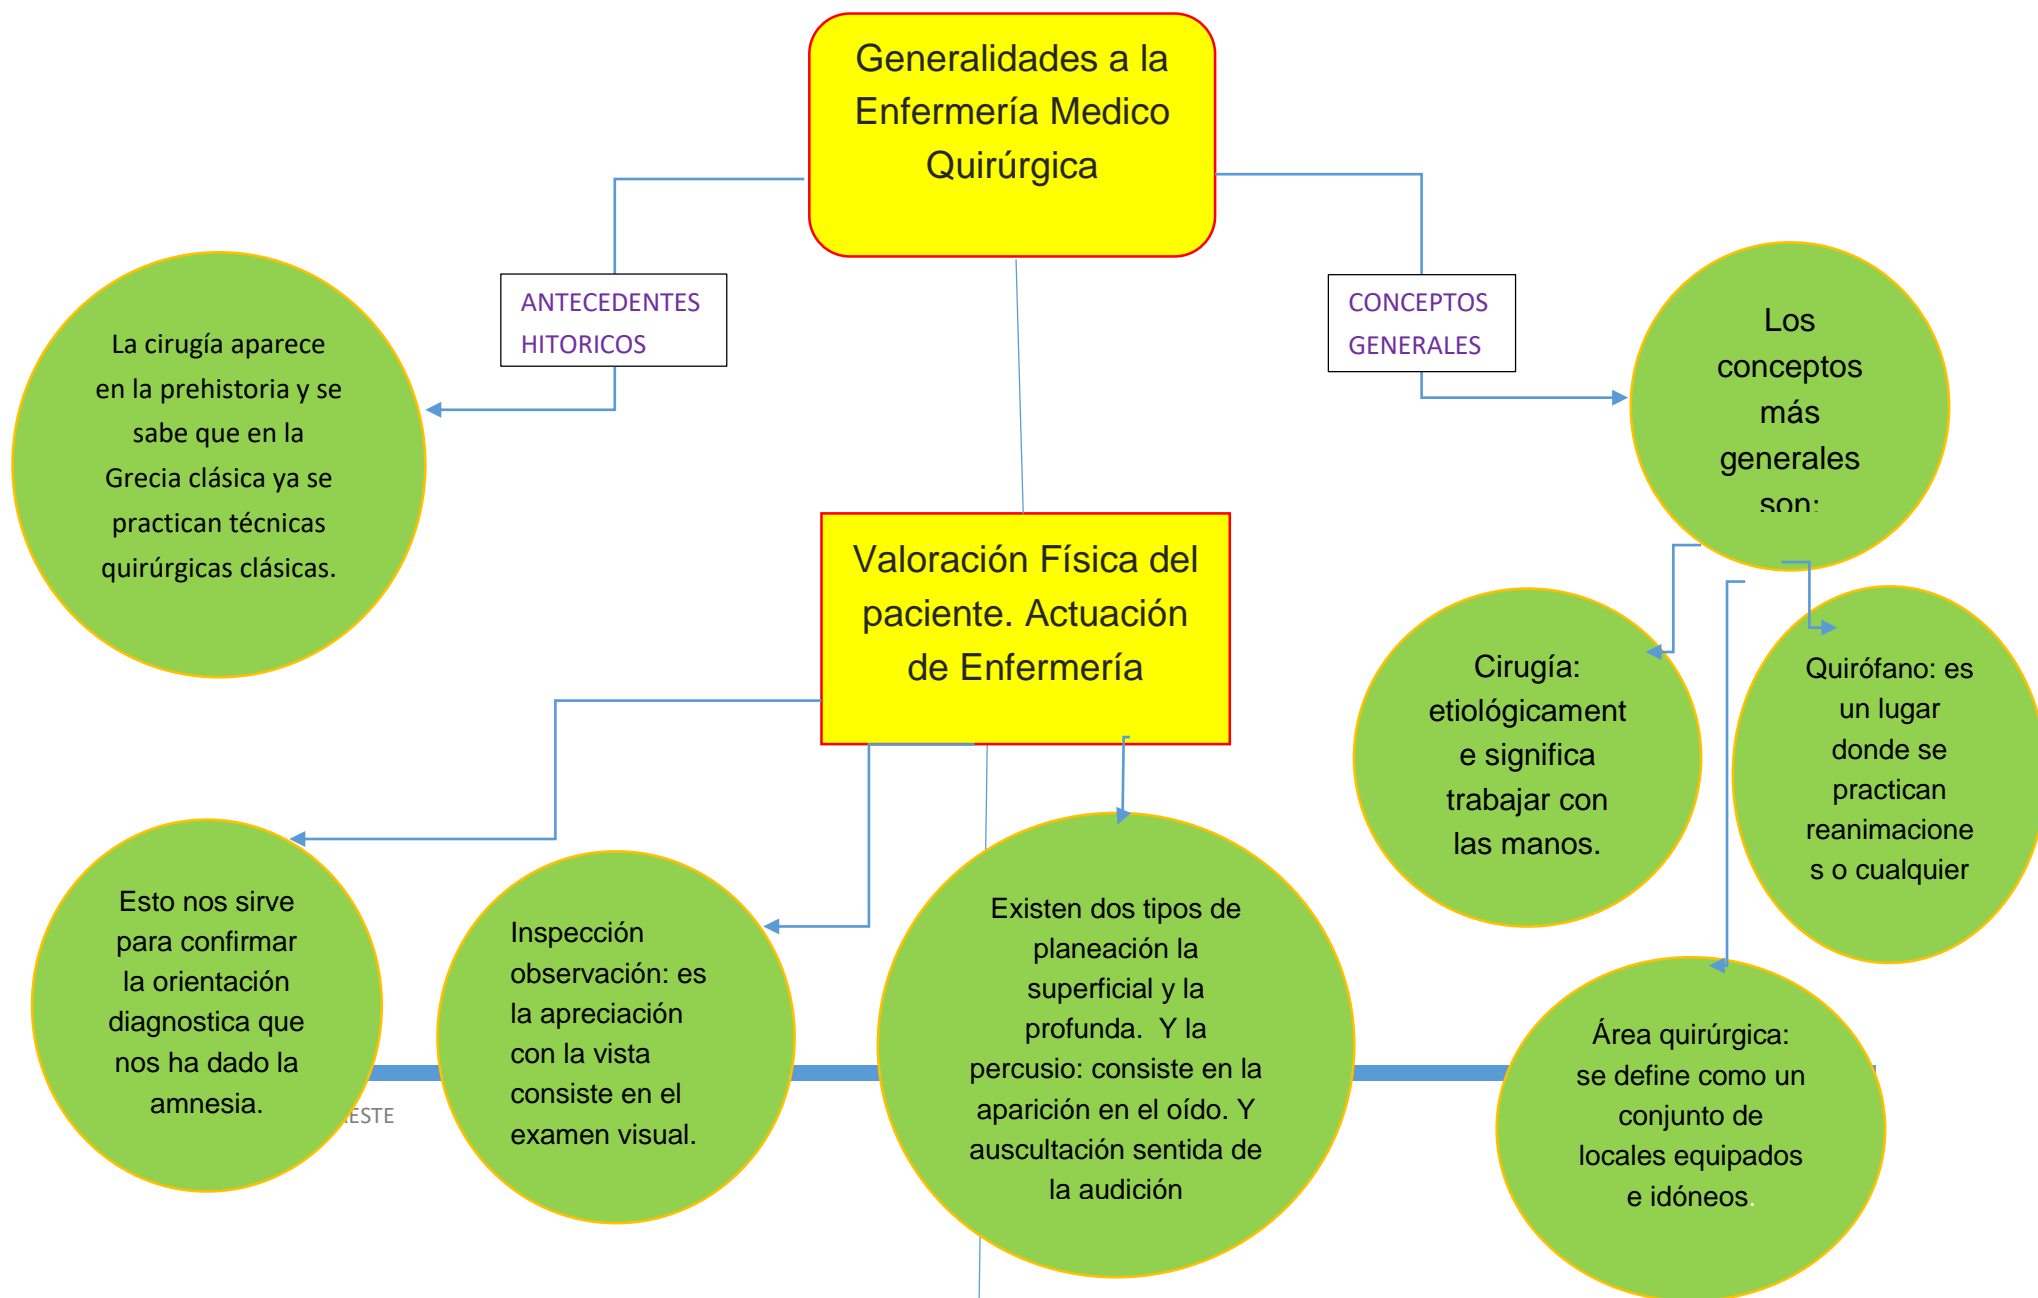 Generalidades a la
Enfermería Medico
Quirúrgica
ANTECEDENTES
HITORICOS
CONCEPTOS
GENERALES
La cirugía aparece
en la prehistoria y se
sabe que en la
Grecia clásica ya se
practican técnicas
quirúrgicas clásicas.
Los
conceptos
más
generales
son:
Valoración Física del
paciente. Actuación
de Enfermería
Cirugía:
etiológicament
e significa
trabajar con
las manos.
Quirófano: es
un lugar
donde se
practican
reanimacione
s o cualquier
Esto nos sirve
para confirmar
la orientación
diagnostica que
nos ha dado la
amnesia.
Inspección
observación: es
la apreciación
con la vista
consiste en el
examen visual.
Existen dos tipos de
planeación la
superficial y la
profunda.  Y la
percusio: consiste en la
aparición en el oído. Y
auscultación sentida de
la audición
Área quirúrgica:
se define como un
conjunto de
locales equipados
e idóneos.